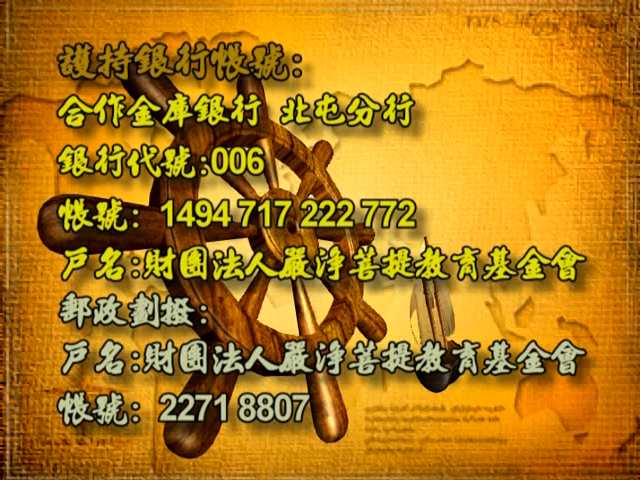 護持銀行帳號:
合作金庫銀行 北屯分行
銀行代號:006
帳號: 1494 717 222 772
戶名:財團法人嚴淨菩提教育基金會
郵政劃撥:
戶名:財團法人嚴淨菩提教育基金會
帳號: 2271 8807